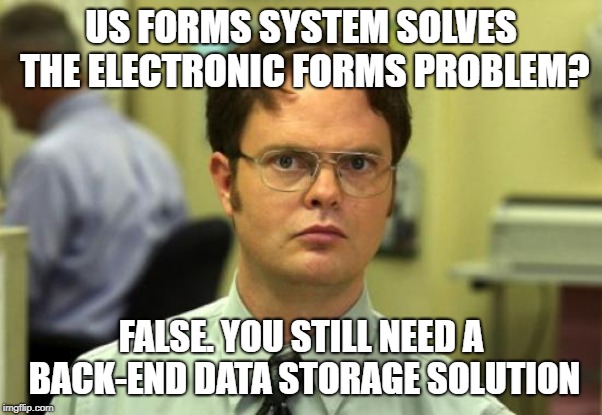 US FORMS SYSTEM SOLVES
THE ELECTRONIC FORMS PROBLEM?
FALSE. YOU STILL NEED A
BACK-END DATA STORAGE SOLUTION
imgflip.com